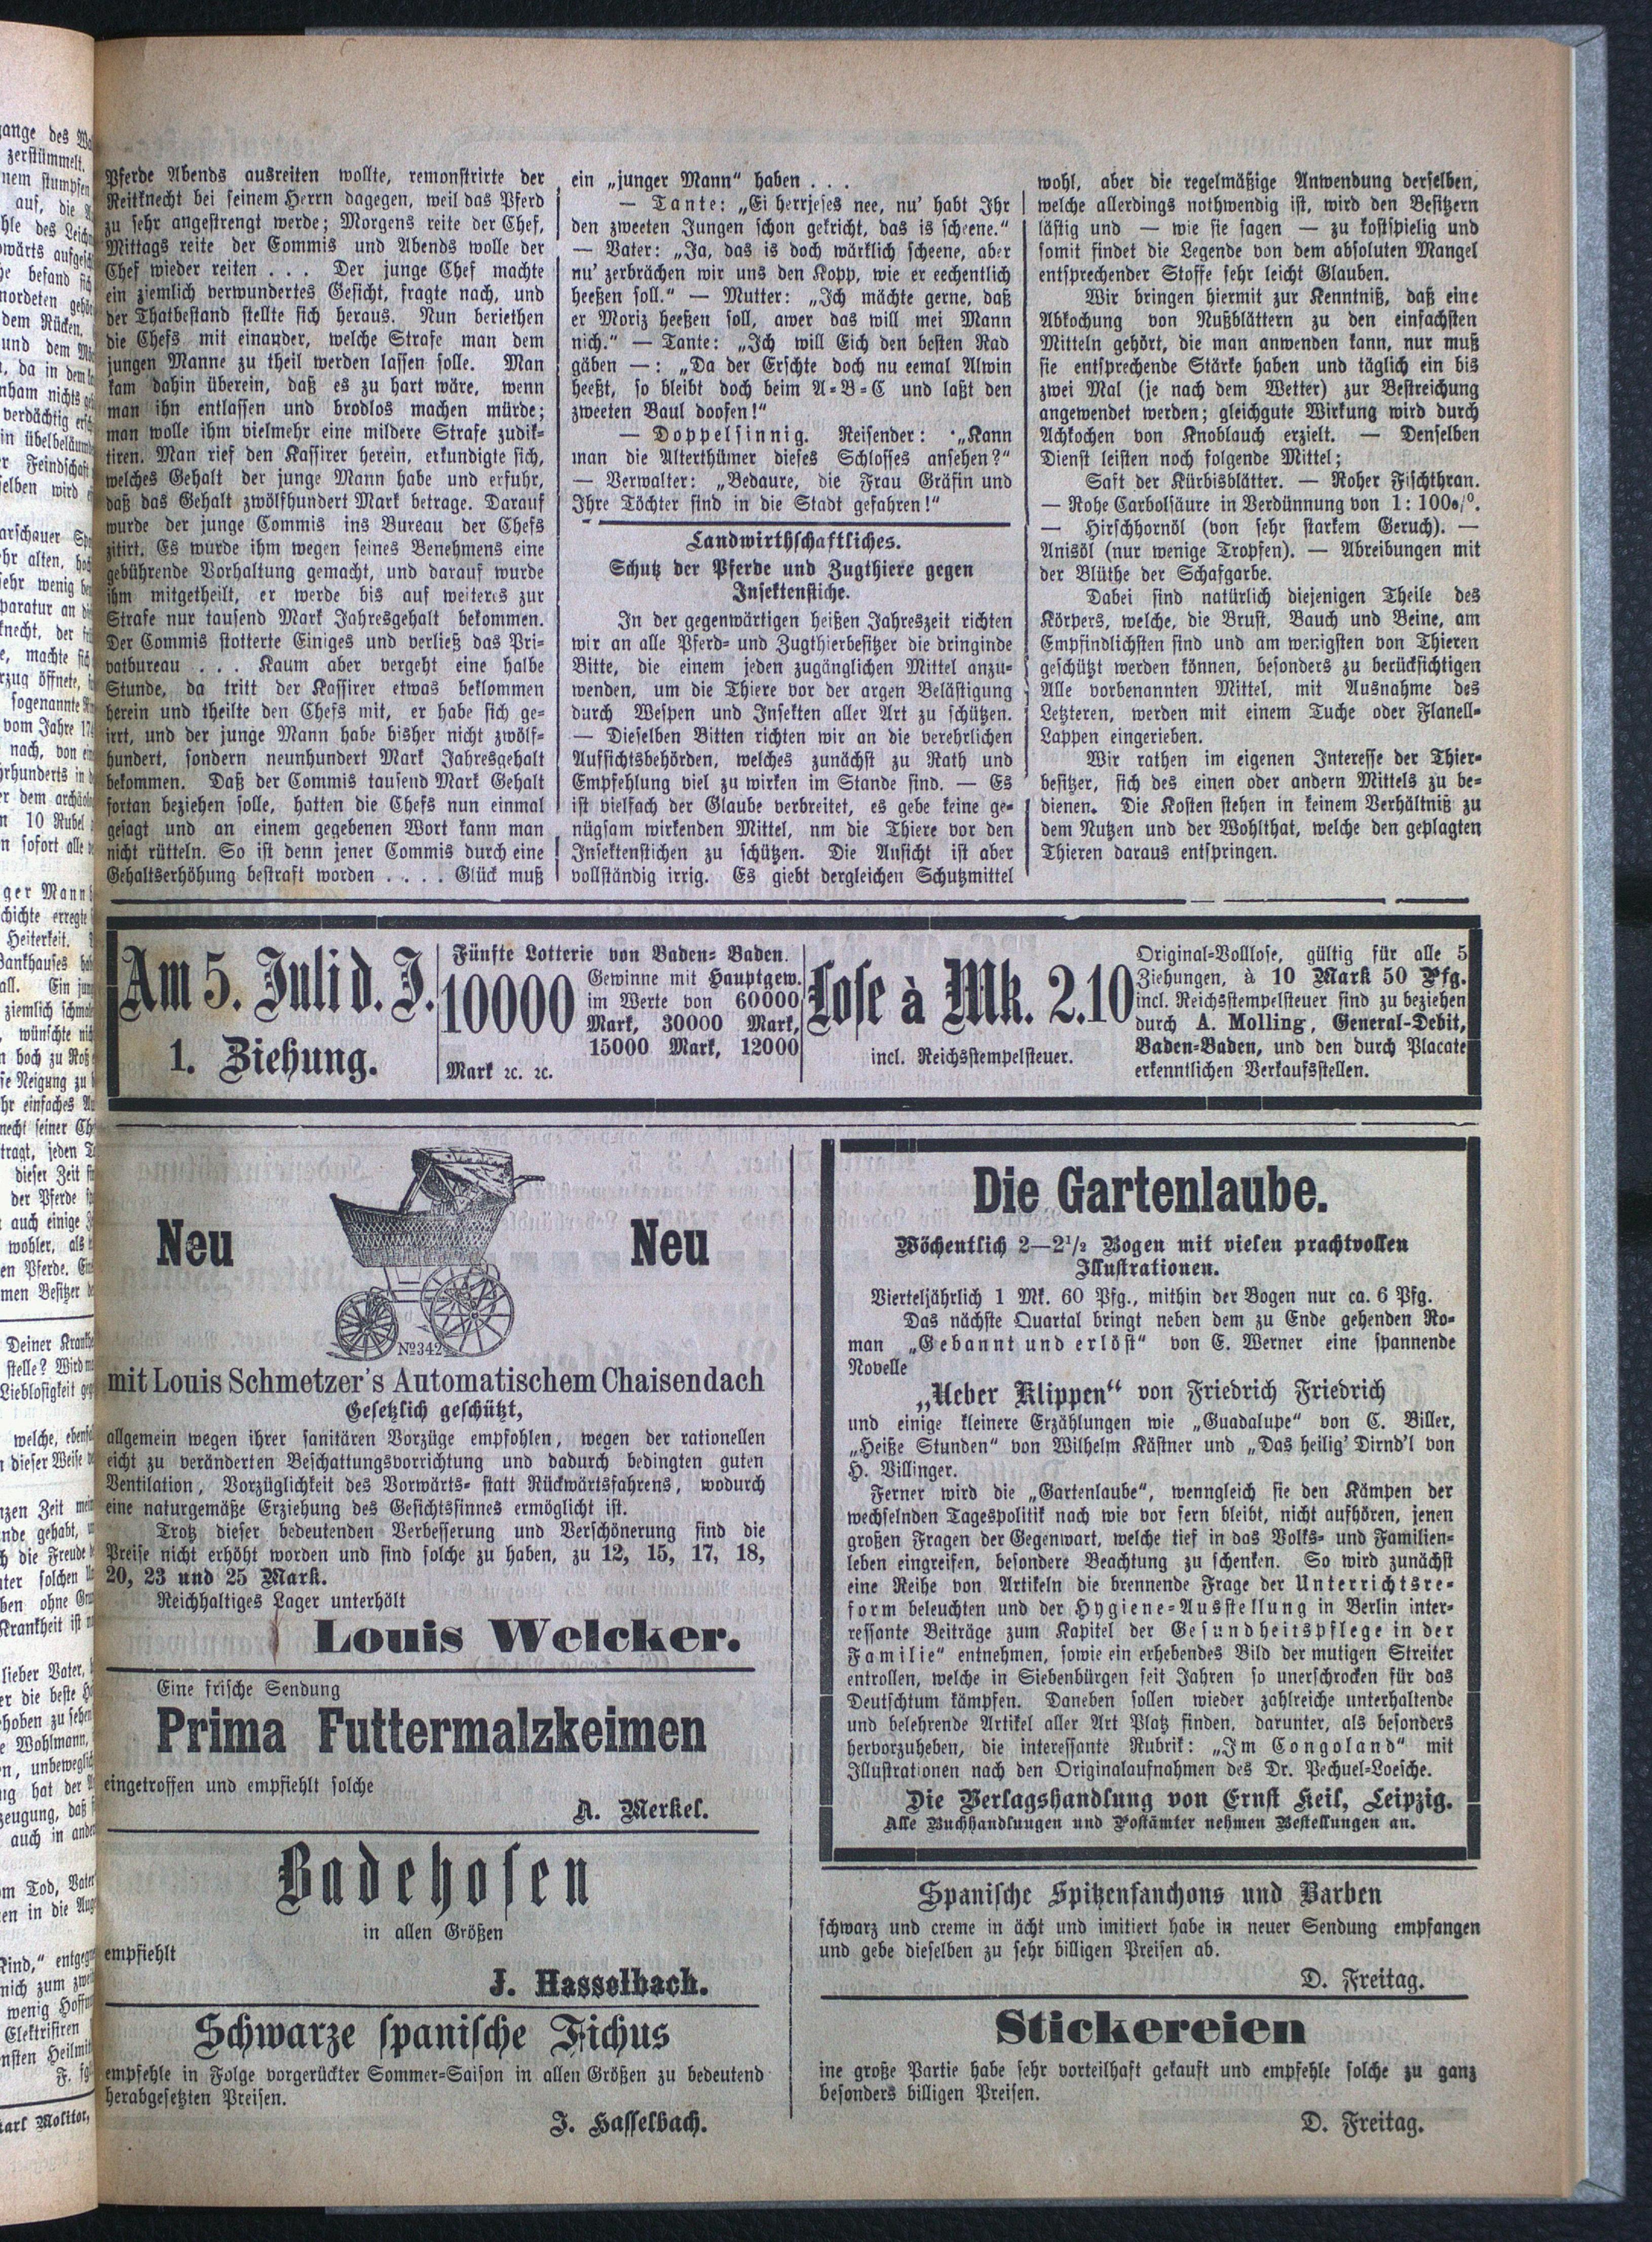 Pferde Abends ausreiten wollte, remonstrirte der
Reitknecht bei seinem Herrn dagegen, weil das Pferd
zu sehr angestrengt werde; Morgens reite der Chef,
Mittags reite der Commis und Abends wolle der
Chef wieder reiten . . . Der junge Chef machte
ein ziemlich verwundertes Gesicht, fragte nach, und
der Thatbestand stellte sich heraus. Nun beriethen
die Chefs mit einander, welche Strafe man dem
jungen Manne zu theil werden lassen solle. Man
kam dahin überein, daß es zu hart wäre, wenn
man ihn entlassen und brodlos machen würde;
man wolle ihm vielmehr eine mildere Strafe zudik-
tiren. Man rief den Kassirer herein, erkundigte sich,
welches Gehalt der junge Mann habe und erfuhr,
daß das Gehalt zwölfhundert Mark betrage. Darauf
wurde der junge Commis ins Bureau der Chefs
zitirt. Es wurde ihm wegen seines Benehmens eine
gebührende Vorhaltung gemacht, und darauf wurde
ihm mitgetheilt, er werde bis auf weiteres zur
Strafe nur tausend Mark Jahresgehalt bekommen.
Der Commis stotterte Einiges und verließ das Pri-
vatbureau . . . Kaum aber vergeht eine halbe
Stunde, da tritt der Kassirer etwas beklommen
herein und theilte den Chefs mit, er habe sich ge-
irrt, und der junge Mann habe bisher nicht zwölf-
hundert, sondern neunhundert Mark Jahresgehalt
bekommen. Daß der Commis tausend Mark Gehalt
fortan beziehen solle, hatten die Chefs nun einmal
gesagt und an einem gegebenen Wort kann man
nicht rütteln. So ist denn jener Commis durch eine
Gehaltserhöhung bestraft worden . . . . Glück muß
ein „junger Mann“ haben . . .
— Tante: „Ei herrjeses nee, nu’ habt Ihr
den zweeten Jungen schon gekricht, das is scheene.“
— Vater: „Ja, das is doch wärklich scheene, aber
nu’ zerbrächen wir uns den Kopp, wie er eechentlich
heeßen soll.“ — Mutter: „Ich mächte gerne, daß
er Moriz heeßen soll, awer das will mei Mann
nich.“ — Tante: „Ich will Eich den besten Rad
gäben —: „Da der Erschte doch nu eemal Alwin
heeßt, so bleibt doch beim A-B-C und laßt den
zweeten Baul doofen!“
— Doppelsinnig. Reisender: „Kann
man die Alterthümer dieses Schlosses ansehen?“
— Verwalter: „Bedaure, die Frau Gräfin und
Ihre Töchter sind in die Stadt gefahren!“
Landwirthschaftliches.
Schutz der Pferde und Zugthiere gegen
Insektenstiche.
In der gegenwärtigen heißen Jahreszeit richten
wir an alle Pferd- und Zugthierbesitzer die dringinde
Bitte, die einem jeden zugänglichen Mittel anzu-
wenden, um die Thiere vor der argen Belästigung
durch Wespen und Insekten aller Art zu schützen.
— Dieselben Bitten richten wir an die verehrlichen
Aufsichtsbehörden, welches zunächst zu Rath und
Empfehlung viel zu wirken im Stande sind. — Es
ist vielfach der Glaube verbreitet, es gebe keine ge-
nügsam wirkenden Mittel, nm die Thiere vor den
Insektenstichen zu schützen. Die Ansicht ist aber
vollständig irrig. Es giebt dergleichen Schutzmittel
wohl, aber die regelmäßige Anwendung derselben,
welche allerdings nothwendig ist, wird den Besitzern
lästig und — wie sie sagen — zu kostspielig und
somit findet die Legende von dem absoluten Mangel
entsprechender Stoffe sehr leicht Glauben.
Wir bringen hiermit zur Kenntniß, daß eine
Abkochung von Nußblättern zu den einfachsten
Mitteln gehört, die man anwenden kann, nur muß
sie entsprechende Stärke haben und täglich ein bis
zwei Mal (je nach dem Wetter) zur Bestreichung
angewendet werden; gleichgute Wirkung wird durch
Achkochen von Knoblauch erzielt. — Denselben
Dienst leisten noch folgende Mittel;
Saft der Kürbisblätter. — Roher Fischthran.
— Rohe Carbolsäure in Verdünnung von 1: 100%.
— Hirschhornöl (von sehr starkem Geruch). —
Anisöl (nur wenige Tropfen). — Abreibungen mit
der Blüthe der Schafgarbe.
Dabei sind natürlich diejenigen Theile des
Körpers, welche, die Brust, Bauch und Beine, am
Empfindlichsten sind und am wenigsten von Thieren
geschützt werden können, besonders zu berücksichtigen
Alle vorbenannten Mittel, mit Ausnahme des
Letzteren, werden mit einem Tuche oder Flanell-
Lappen eingerieben.
Wir rathen im eigenen Interesse der Thier-
besitzer, sich des einen oder andern Mittels zu be-
dienen. Die Kosten stehen in keinem Verhältniß zu
dem Nutzen und der Wohlthat, welche den geplagten
Thieren daraus entspringen.
Am 5. Juli d. J.
1. Ziehung.
Fünfte Lotterie von Baden-Baden.
10000
Gewinne mit Hauptgew.
im Werte von 60000
Mark, 30000 Mark,
15000 Mark, 12000
Mark ꝛc. ꝛc.
Lose à Mk. 2.10
incl. Reichsstempelsteuer.
Original-Volllose, gültig für alle 5
Ziehungen, à 10 Mark 50 Pfg.
incl. Reichsstempelsteuer sind zu beziehen
durch A. Molling, General-Debit,
Baden-Baden, und den durch Placate
erkenntlichen Verkaufsstellen.
Neu
Neu
№342
mit Louis Schmetzer’s Automatischem Chaisendach
Gesetzlich geschützt,
allgemein wegen ihrer sanitären Vorzüge empfohlen, wegen der rationellen
eicht zu veränderten Beschattungsvorrichtung und dadurch bedingten guten
Ventilation, Vorzüglichkeit des Vorwärts- statt Rückwärtsfahrens, wodurch
eine naturgemäße Erziehung des Gesichtssinnes ermöglicht ist.
Trotz dieser bedeutenden Verbesserung und Verschönerung sind die
Preise nicht erhöht worden und sind solche zu haben, zu 12, 15, 17, 18,
20, 23 und 25 Mark.
Reichhaltiges Lager unterhölt
Louis Welcker.
Eine frische Sendung
Prima Futtermalzkeimen
eingetroffen und empfiehlt solche
A. Merkel.
Badehosen
in allen Größen
empfiehlt
J. Hasselbach.
Schwarze spanische Fichus
empfehle in Folge vorgerückter Sommer-Saison in allen Größen zu bedeutend
herabgesetzten Preisen.
J. Hasselbach.
Die Gartenlaube.
Wöchentlich 2—2½ Bogen mit vielen prachtvollen
Illustrationen.
Vierteljährlich 1 Mk. 60 Pfg., mithin der Bogen nur ca. 6 Pfg.
Das nächste Quartal bringt neben dem zu Ende gehenden Ro-
man „Gebannt und erlöst“ von E. Werner eine spannende
Novelle
„Ueber Klippen“ von Friedrich Friedrich
und einige kleinere Erzählungen wie „Guadalupe“ von C. Biller,
„Heiße Stunden“ von Wilhelm Kästner und „Das heilig’ Dirnd’l von
H. Villinger.
Ferner wird die „Gartenlaube“, wenngleich sie den Kämpen der
wechselnden Tagespolitik nach wie vor fern bleibt, nicht aufhören, jenen
großen Fragen der Gegenwart, welche tief in das Volks- und Familien-
leben eingreifen, besondere Beachtung zu schenken. So wird zunächst
eine Reihe von Artikeln die brennende Frage der Unterrichtsre-
form beleuchten und der Hygiene-Ausstellung in Berlin inter-
ressante Beiträge zum Kapitel der Gesundheitspflege in der
Familie“ entnehmen, sowie ein erhebendes Bild der mutigen Streiter
entrollen, welche in Siebenbürgen seit Jahren so unerschrocken für das
Deutschtum kämpfen. Daneben sollen wieder zahlreiche unterhaltende
und belehrende Artikel aller Art Platz finden, darunter, als besonders
hervorzuheben, die interessante Rubrik: „Im Congoland“ mit
Illustrationen nach den Originalaufnahmen des Dr. Pechuel-Loesche.
Die Verlagshandlung von Ernst Keil, Leipzig.
Alle Buchhandlungen und Postämter nehmen Bestellungen an.
Spanische Spitzenfanchons und Barben
schwarz und creme in ächt und imitiert habe in neuer Sendung empfangen
und gebe dieselben zu sehr billigen Preisen ab.
D. Freitag.
Stickereien
ine große Partie habe sehr vorteilhaft gekauft und empfehle solche zu ganz
besonders billigen Preisen.
D. Freitag.